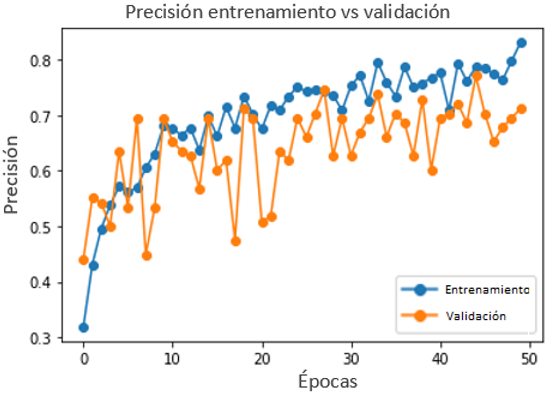 Precisión entrenamiento vs validación
Precisión
0.8
0.7
0.6
0.5
0.4
0.3
Entrenamiento
Validación
0
10
20
30
40
50
Épocas